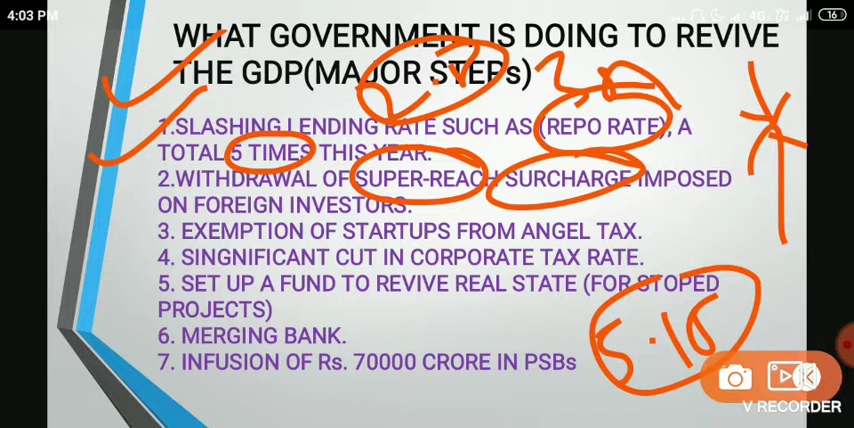 4:03 PM
4G
16
WHAT GOVERNMENT IS DOING TO REVIVE
THE GDP(MAJOR STEPs)
1.SLASHING LENDING RATE SUCH AS (REPO RATE), A
TOTAL 5 TIMES THIS YEAR.
2.WITHDRAWAL OF SUPER-REACH SURCHARGE IMPOSED
ON FOREIGN INVESTORS.
3. EXEMPTION OF STARTUPS FROM ANGEL TAX.
4. SINGNIFICANT CUT IN CORPORATE TAX RATE.
5. SET UP A FUND TO REVIVE REAL STATE (FOR STOPED
PROJECTS)
6. MERGING BANK.
7. INFUSION OF Rs. 70000 CRORE IN PSBs
5.15
V RECORDER